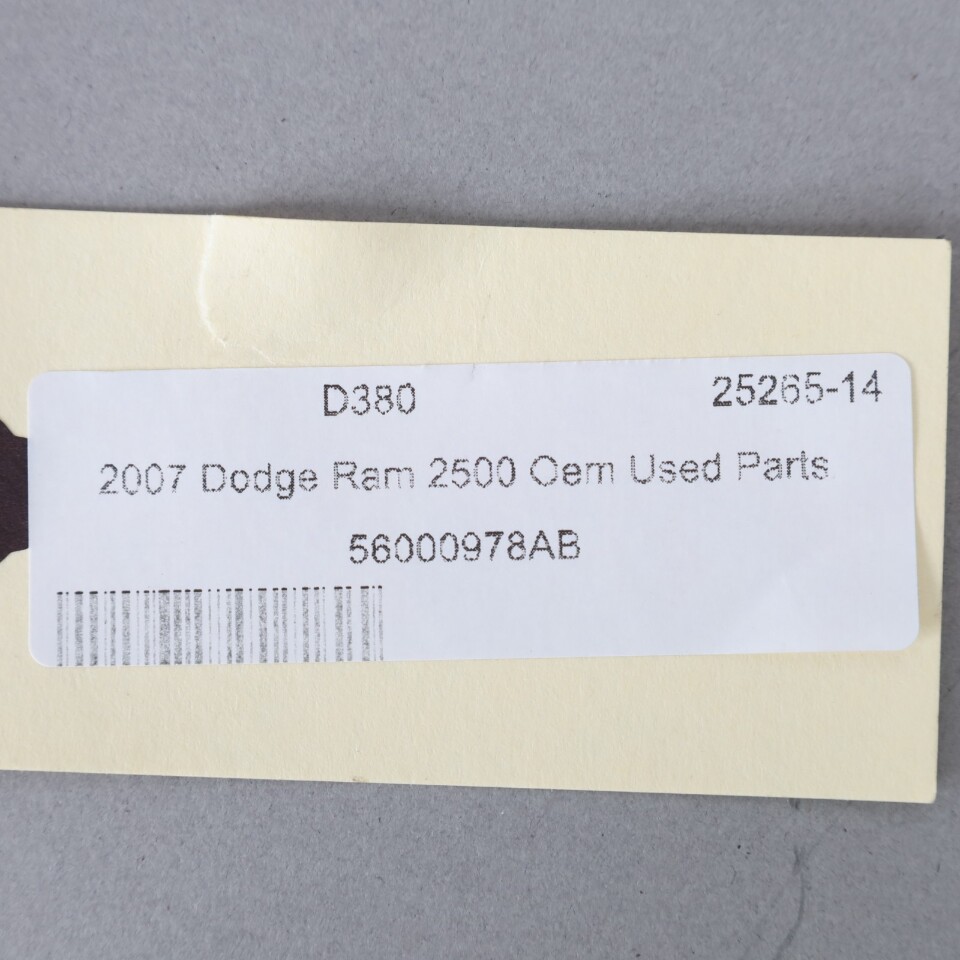 D380 25265-14
2007 Dodge Ram 2500 Oem Used Parts
56000978AB